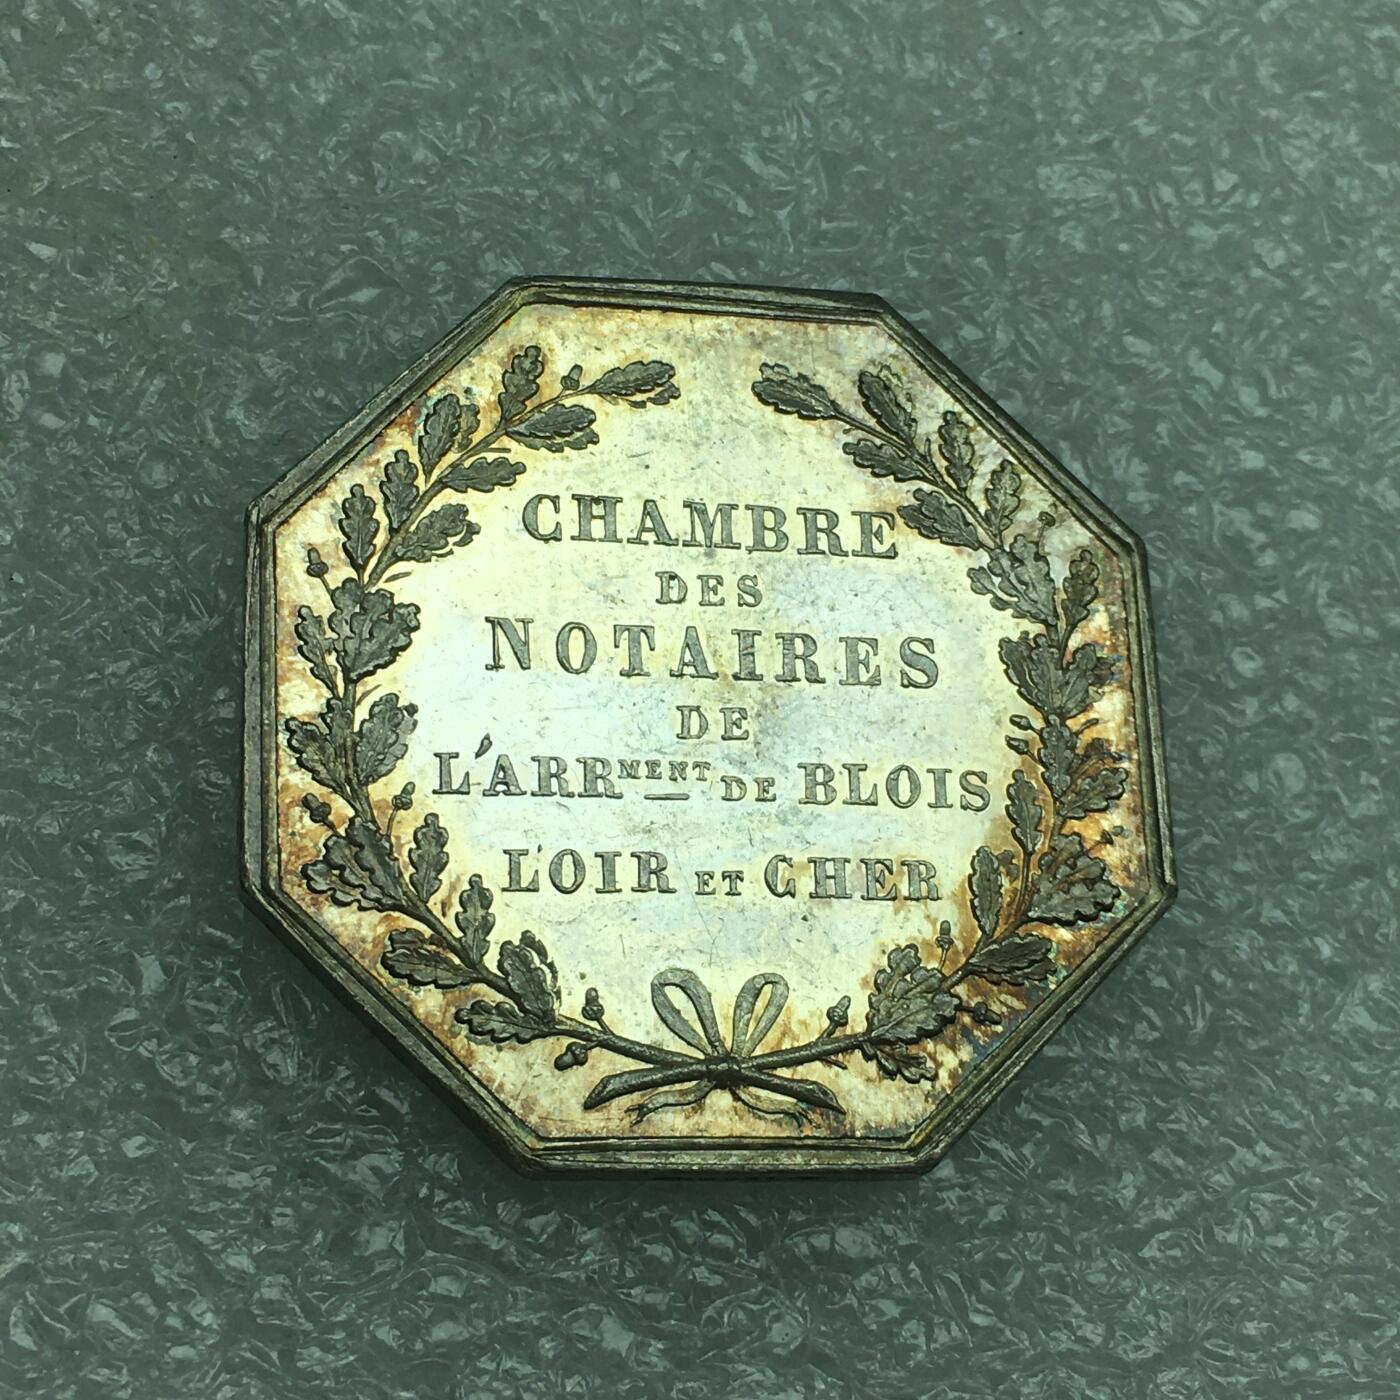 CHAMBRE
DES
NOTAIRES
DE
L'ARRMENT DE BLOIS
LOIR ET CHER